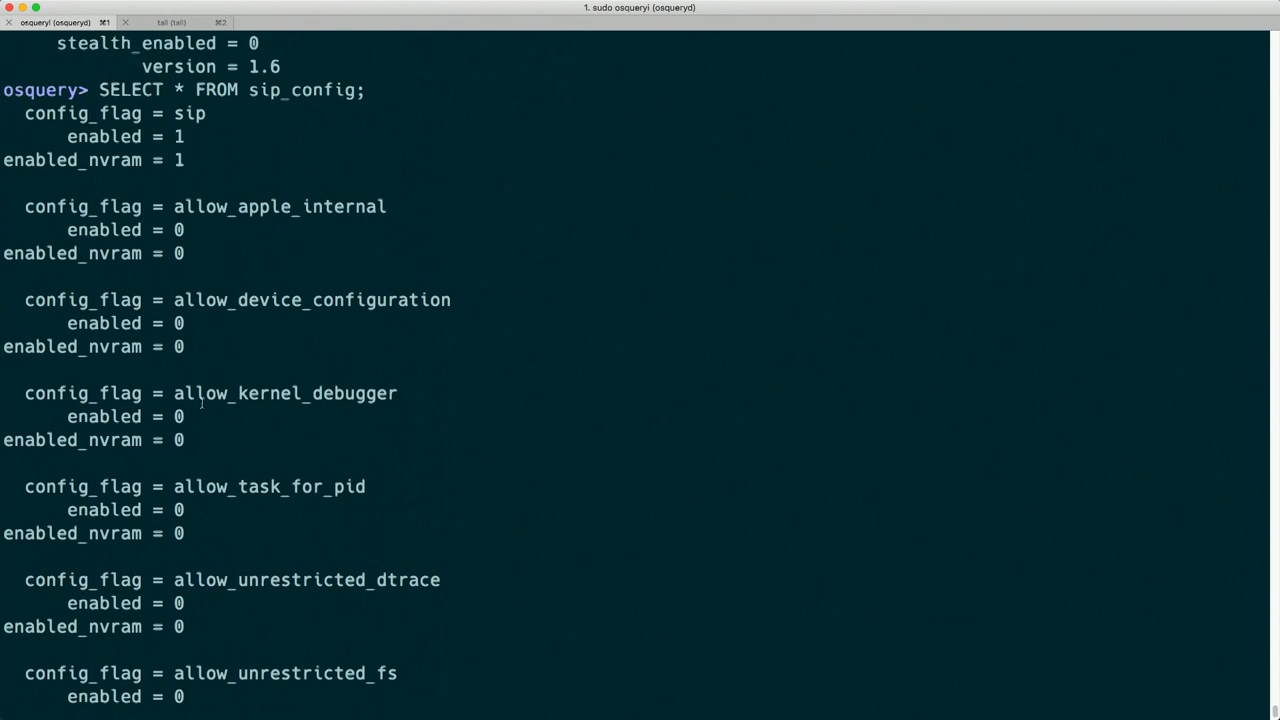 1. sudo osqueryi (osqueryd)
osqueryi (osqueryd) ⌘1 tail (tail) ⌘2
stealth_enabled = 0
version = 1.6
osquery> SELECT * FROM sip_config;
config_flag = sip
enabled = 1
enabled_nvram = 1
config_flag = allow_apple_internal
enabled = 0
enabled_nvram = 0
config_flag = allow_device_configuration
enabled = 0
enabled_nvram = 0
config_flag = allow_kernel_debugger
enabled = 0
enabled_nvram = 0
config_flag = allow_task_for_pid
enabled = 0
enabled_nvram = 0
config_flag = allow_unrestricted_dtrace
enabled = 0
enabled_nvram = 0
config_flag = allow_unrestricted_fs
enabled = 0